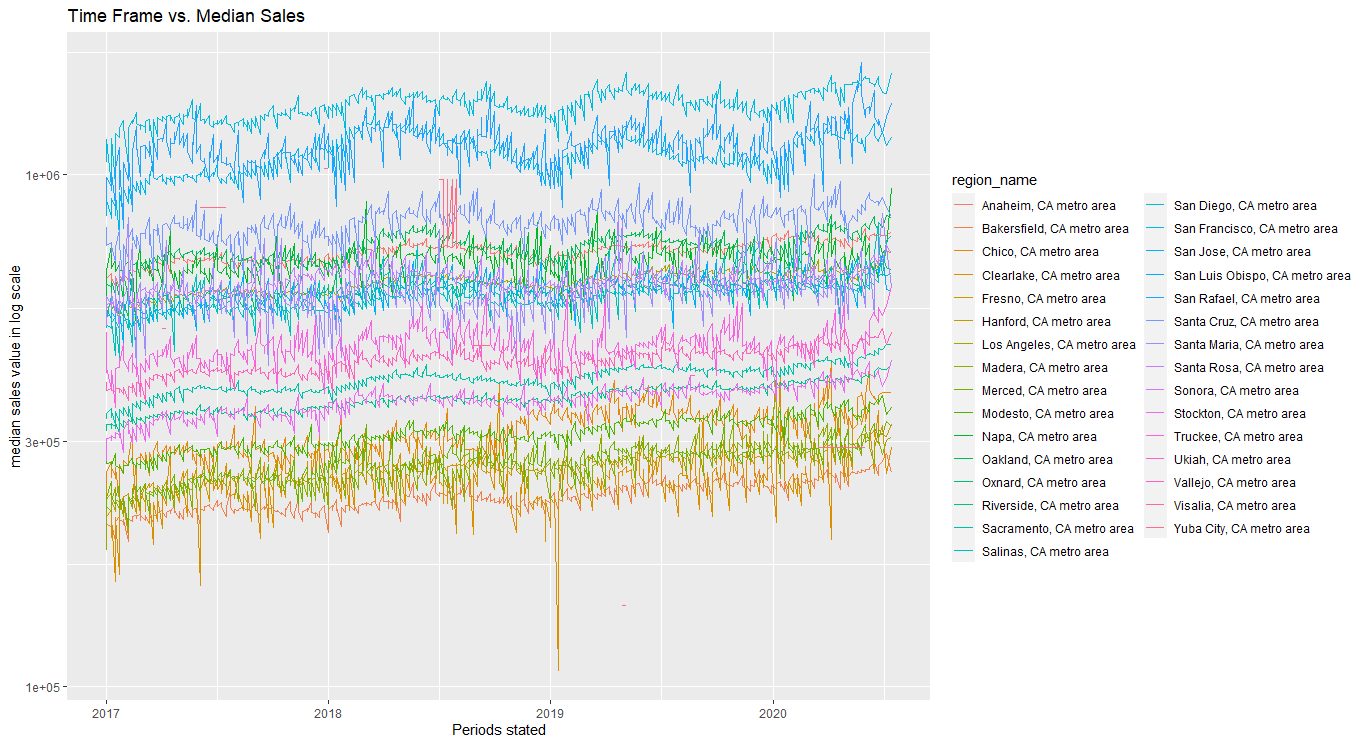 Time Frame vs. Median Sales
median sales value in log scale
1e+06
3e+05
1e+05
2017
2018
2019
2020
Periods stated
region_name
Anaheim, CA metro area
Bakersfield, CA metro area
Chico, CA metro area
Clearlake, CA metro area
Fresno, CA metro area
Hanford, CA metro area
Los Angeles, CA metro area
Madera, CA metro area
Merced, CA metro area
Modesto, CA metro area
Napa, CA metro area
Oakland, CA metro area
Oxnard, CA metro area
Riverside, CA metro area
Sacramento, CA metro area
Salinas, CA metro area
San Diego, CA metro area
San Francisco, CA metro area
San Jose, CA metro area
San Luis Obispo, CA metro area
San Rafael, CA metro area
Santa Cruz, CA metro area
Santa Maria, CA metro area
Santa Rosa, CA metro area
Sonora, CA metro area
Stockton, CA metro area
Truckee, CA metro area
Ukiah, CA metro area
Vallejo, CA metro area
Visalia, CA metro area
Yuba City, CA metro area